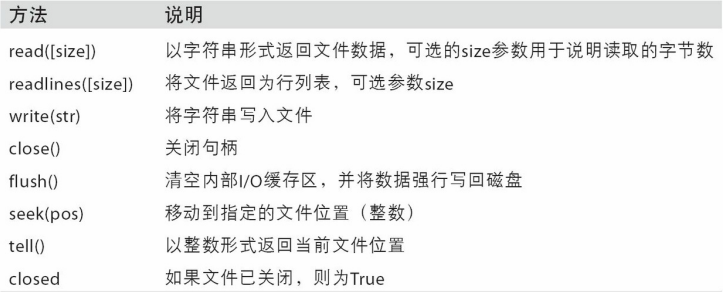 方法 说明
read([size]) 以字符串形式返回文件数据，可选的size参数用于说明读取的字节数
readlines([size]) 将文件返回为行列表，可选参数size
write(str) 将字符串写入文件
close() 关闭句柄
flush() 清空内部I/O缓存区，并将数据强行写回磁盘
seek(pos) 移动到指定的文件位置（整数）
tell() 以整数形式返回当前文件位置
closed 如果文件已关闭，则为True